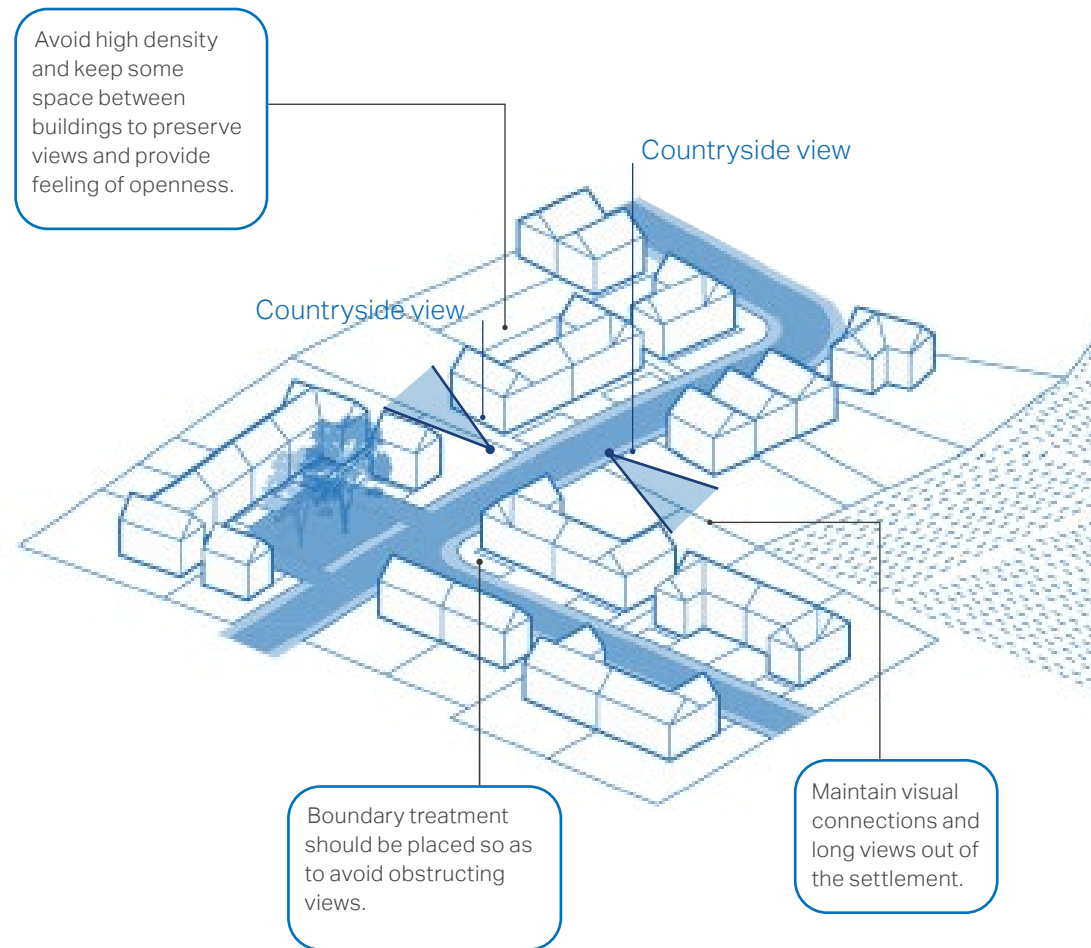 Avoid high density
and keep some
space between
buildings to preserve
views and provide
feeling of openness.
Countryside view
Countryside view
Boundary treatment
should be placed so as
to avoid obstructing
views.
Maintain visual
connections and
long views out of
the settlement.